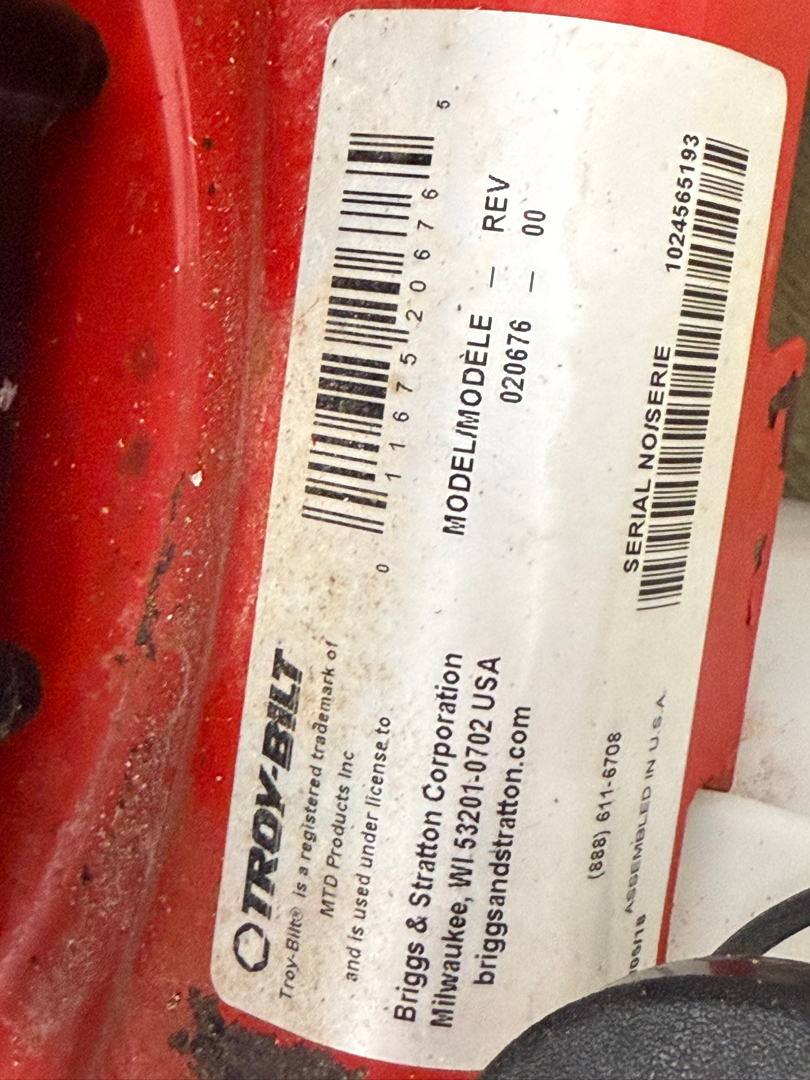 TROY-BILT
Troy-Bilt® is a registered trademark of
MTD Products Inc
and is used under license to
Briggs & Stratton Corporation
Milwaukee, WI 53201-0702 USA
briggsandstratton.com
(888) 611-6708
06/18 ASSEMBLED IN U.S.A.
0 11675 20676 5
MODEL/MODÈLE – REV
020676 – 00
SERIAL NO/SERIE 1024565193